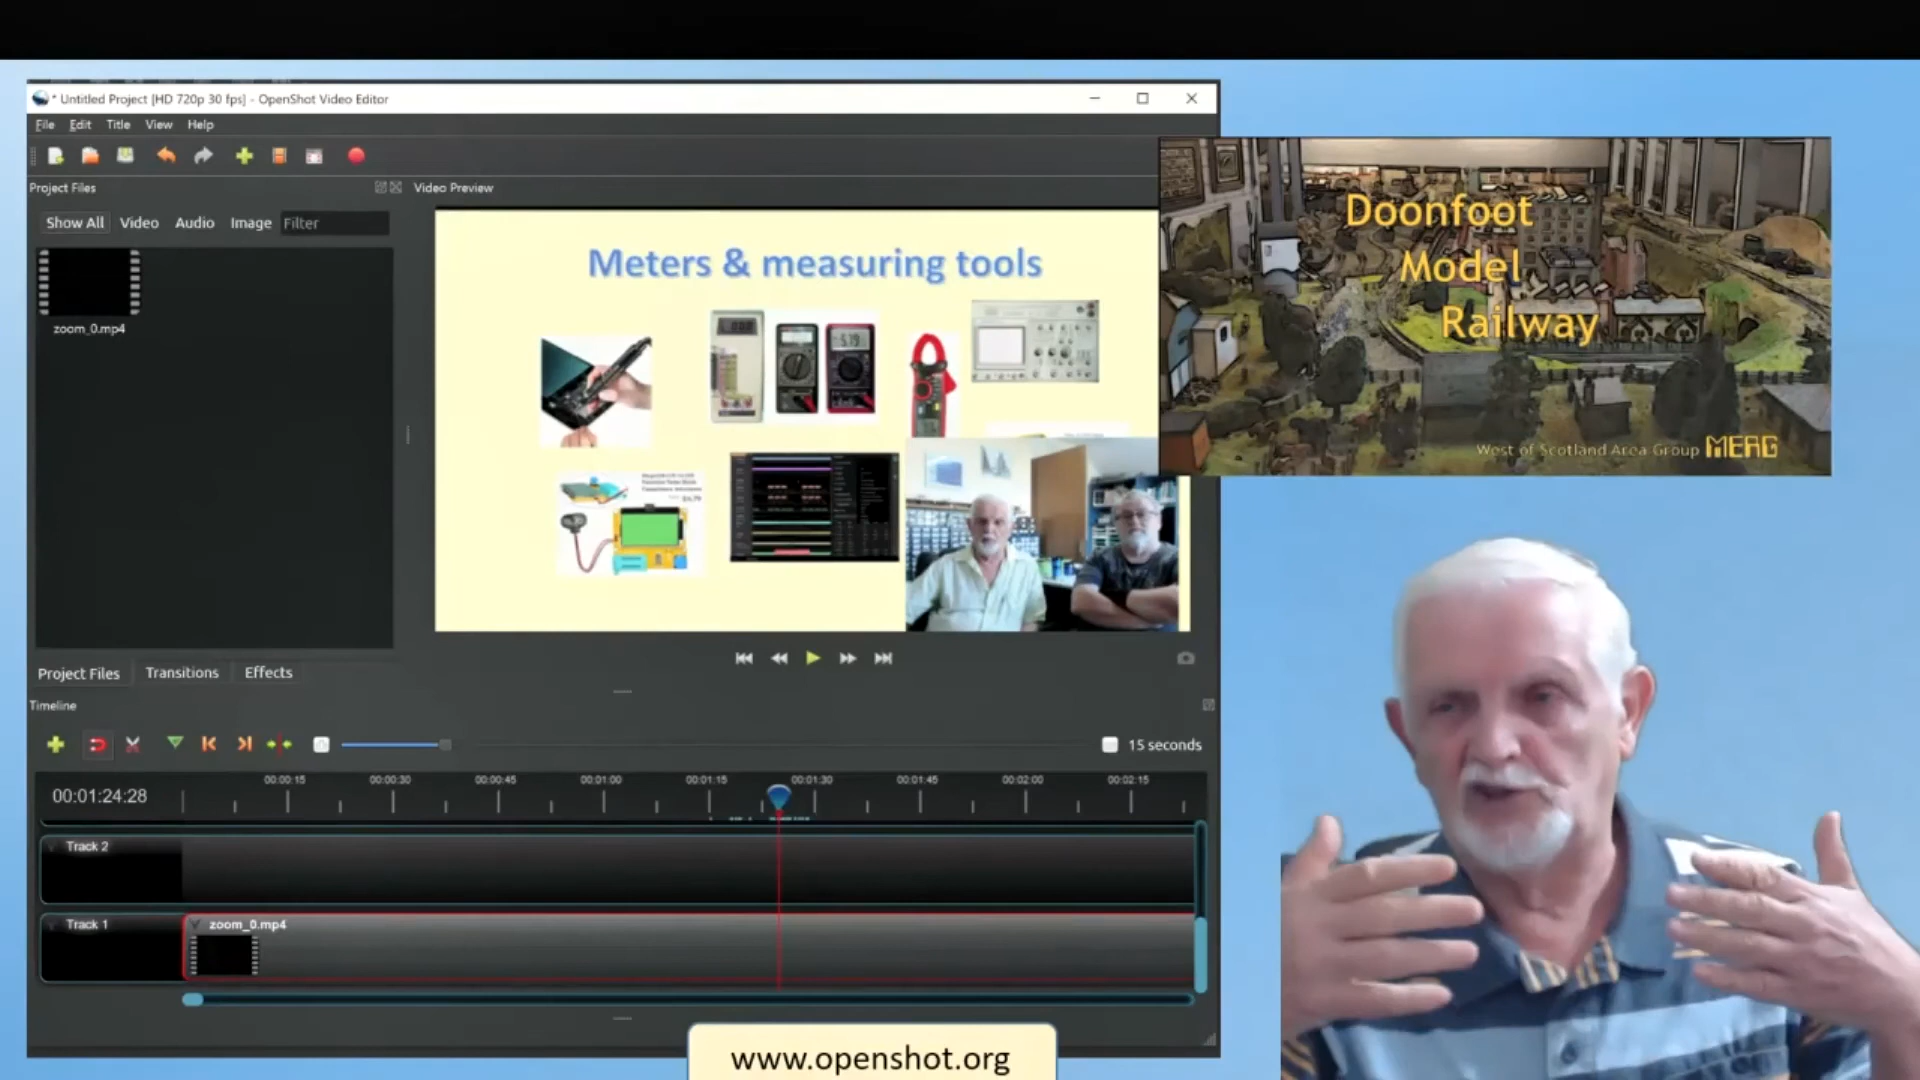 * Untitled Project [HD 720p 30 fps] - OpenShot Video Editor
File Edit Title View Help
Project Files
Video Preview
Show All Video Audio Image Filter
zoom_0.mp4
Meters & measuring tools
Doonfoot
Model
Railway
West of Scotland Area Group MERG
Project Files Transitions Effects
Timeline
15 seconds
00:01:24:28
00:00:15 00:00:30 00:00:45 00:01:00 00:01:15 00:01:30 00:01:45 00:02:00 00:02:15
Track 2
Track 1
zoom_0.mp4
www.openshot.org